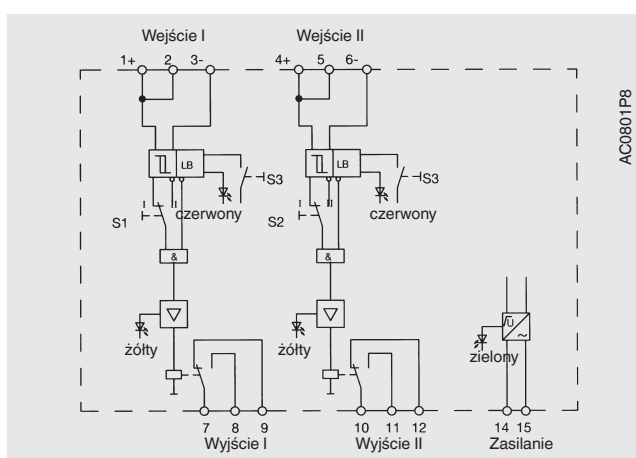 Wejście I Wejście II
1+ 2 3- 4+ 5 6-
AC0801P8
LB S3 LB S3
I II I II
S1 czerwony S2 czerwony
& &
żółty żółty U ~ zielony
7 8 9 10 11 12 14 15
Wyjście I Wyjście II Zasilanie